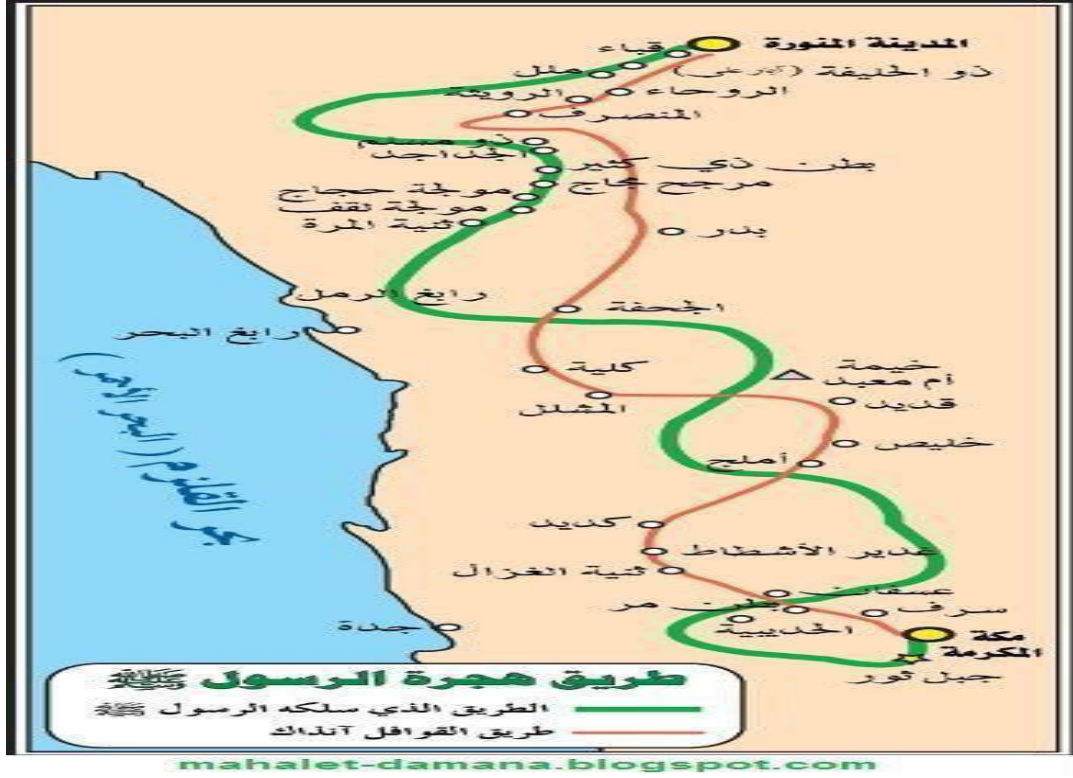 المدينة المنورة
قباء
ذو الحليفة (آبار علي)
ملل
الروحاء
الرويثة
المنصرف
ذو مسلم
الجداجد
بطن ذي كثير
مرجح محاج
موجة حجاج
موجة لقف
ثنية المرة
بدر
رابغ الرمل
الجحفة
رابغ البحر
خيمة
أم معبد
كلية
قديد
المشلل
خليص
أملج
بحر القلزم (البحر الأحمر)
كديد
غدير الأشطاط
ثنية الغزال
عسفان
بطن مر
سرف
الحديبية
جدة
مكة
المكرمة
جبل ثور
طريق هجرة الرسول ﷺ
الطريق الذي سلكه الرسول ﷺ
طريق القوافل آنذاك
mahalet-damana.blogspot.com